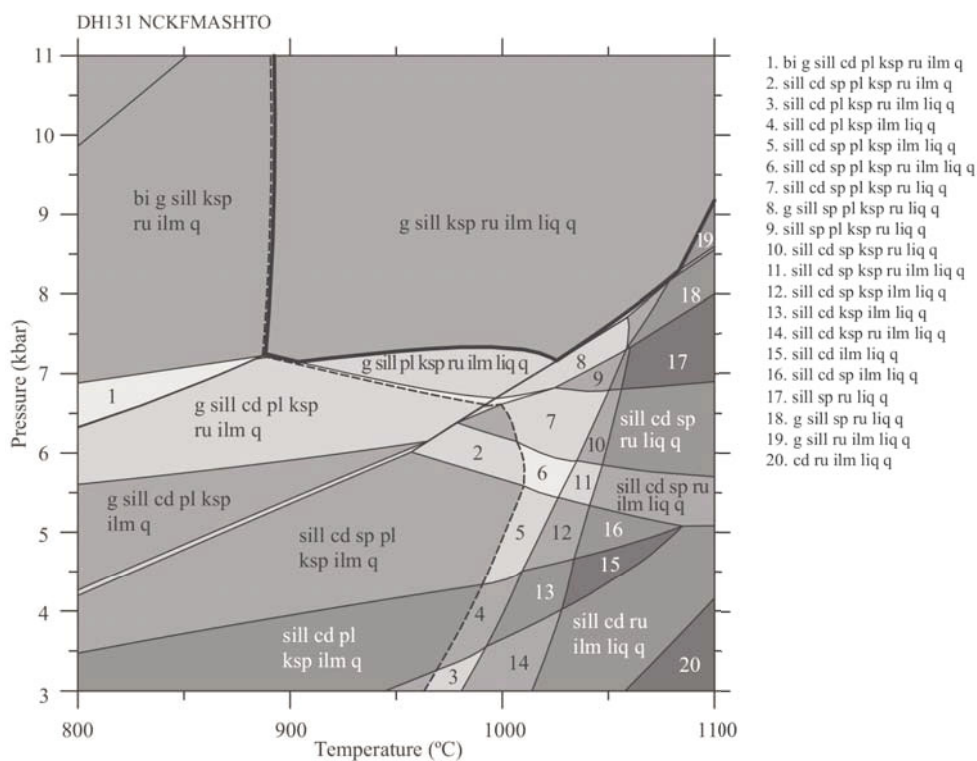 DH131 NCKFMASHTO
11
10
9
8
7
6
5
4
3
Pressure (kbar)
800
900
1000
1100
Temperature (ºC)
bi g sill ksp
ru ilm q
g sill ksp ru ilm liq q
19
18
17
g sill pl ksp ru ilm liq q
8
9
1
g sill cd pl ksp
ru ilm q
7
10
sill cd sp
ru liq q
2
6
11
sill cd sp ru
ilm liq q
g sill cd pl ksp
ilm q
sill cd sp pl
ksp ilm q
5
12
16
15
13
4
sill cd pl
ksp ilm q
sill cd ru
ilm liq q
3
14
20
1. bi g sill cd pl ksp ru ilm q
2. sill cd sp pl ksp ru ilm q
3. sill cd pl ksp ru ilm liq q
4. sill cd pl ksp ilm liq q
5. sill cd sp pl ksp ilm liq q
6. sill cd sp pl ksp ru ilm liq q
7. sill cd sp pl ksp ru liq q
8. g sill sp pl ksp ru liq q
9. sill sp pl ksp ru liq q
10. sill cd sp ksp ru liq q
11. sill cd sp ksp ru ilm liq q
12. sill cd sp ksp ilm liq q
13. sill cd ksp ilm liq q
14. sill cd ksp ru ilm liq q
15. sill cd ilm liq q
16. sill cd sp ilm liq q
17. sill sp ru liq q
18. g sill sp ru liq q
19. g sill ru ilm liq q
20. cd ru ilm liq q